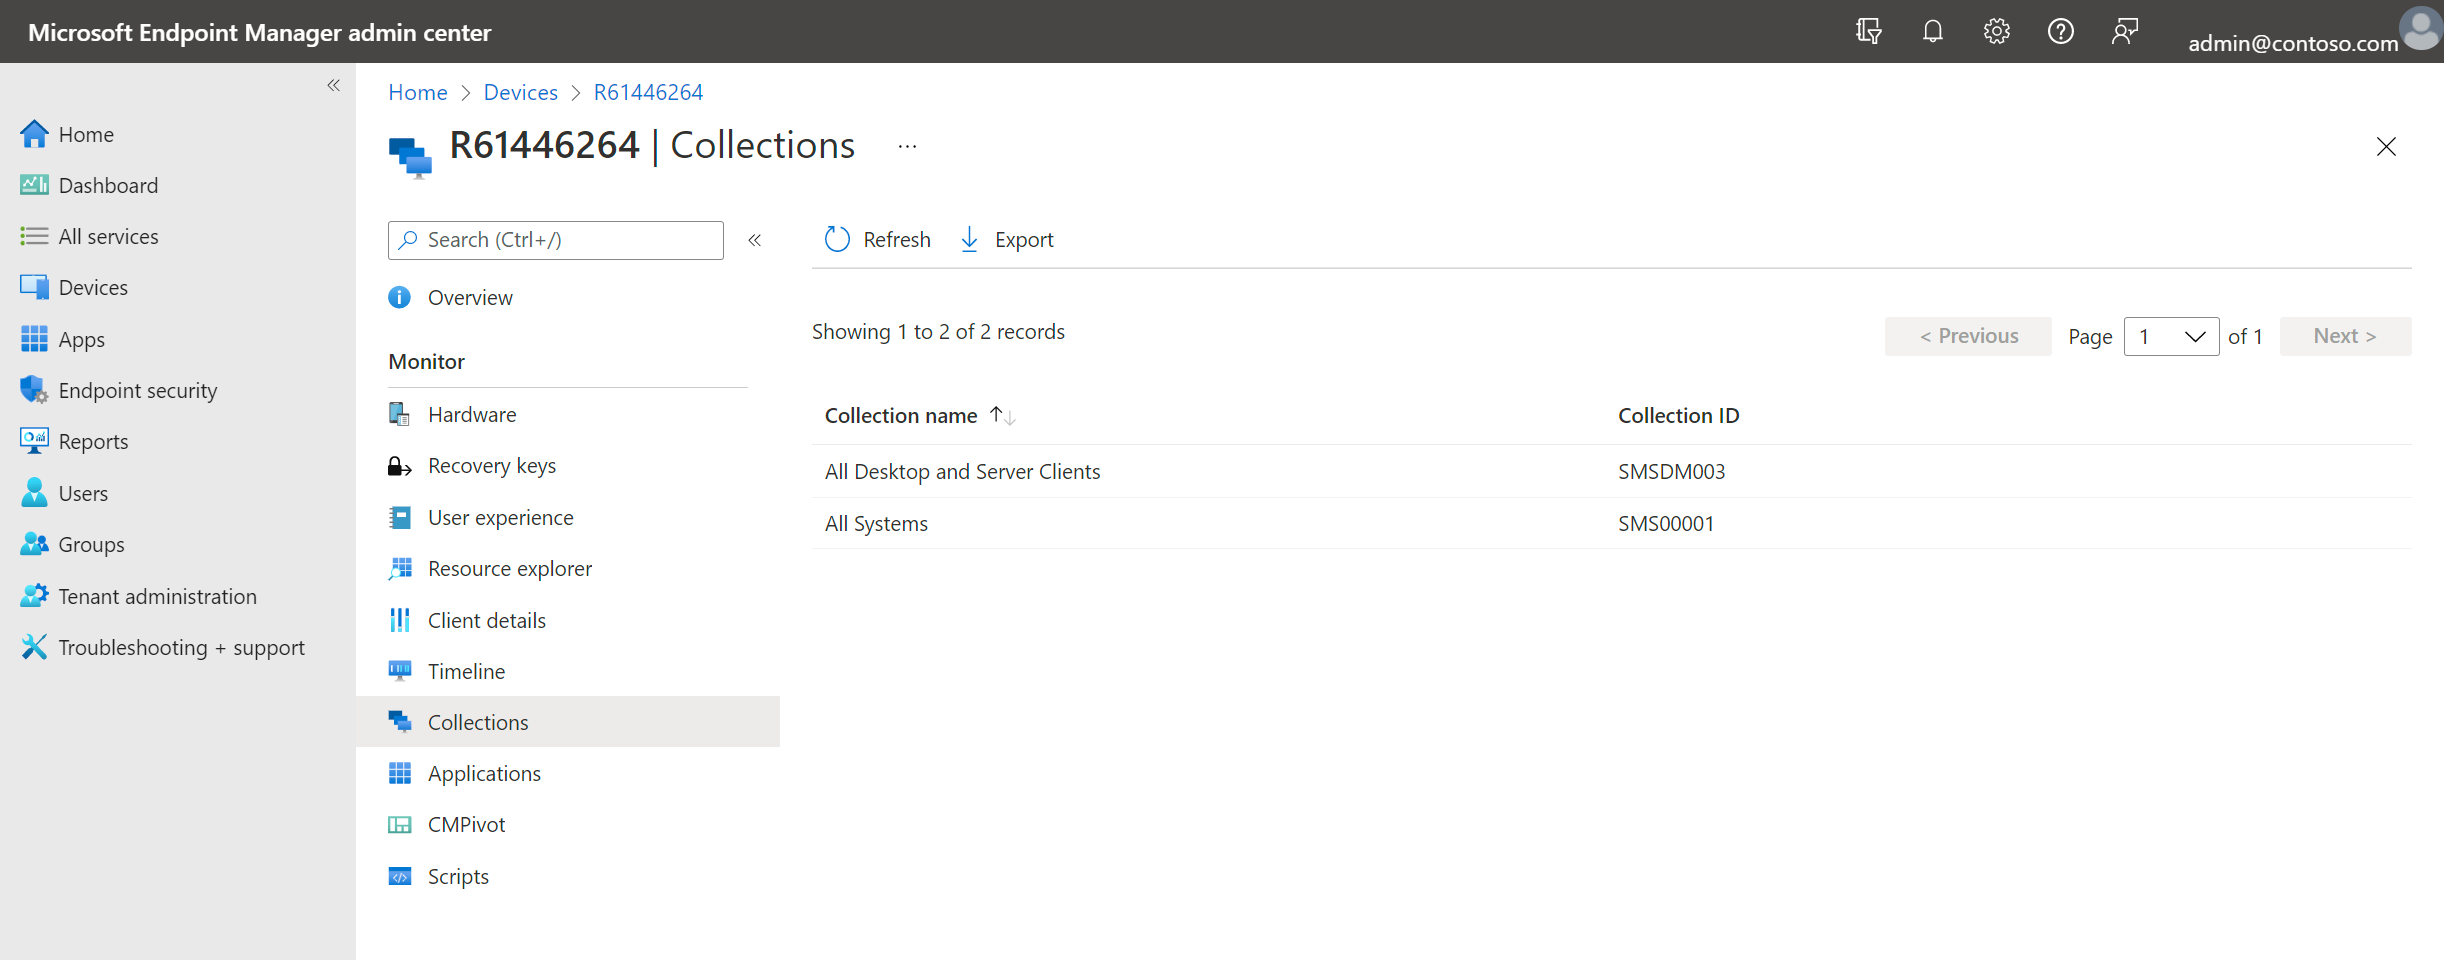 Microsoft Endpoint Manager admin center
admin@contoso.com
Home
Dashboard
All services
Devices
Apps
Endpoint security
Reports
Users
Groups
Tenant administration
Troubleshooting + support
Home > Devices > R61446264
R61446264 | Collections ...
Search (Ctrl+/)
Overview
Monitor
Hardware
Recovery keys
User experience
Resource explorer
Client details
Timeline
Collections
Applications
CMPivot
Scripts
Refresh Export
Showing 1 to 2 of 2 records
< Previous Page 1 of 1 Next >
Collection name Collection ID
All Desktop and Server Clients SMSDM003
All Systems SMS00001